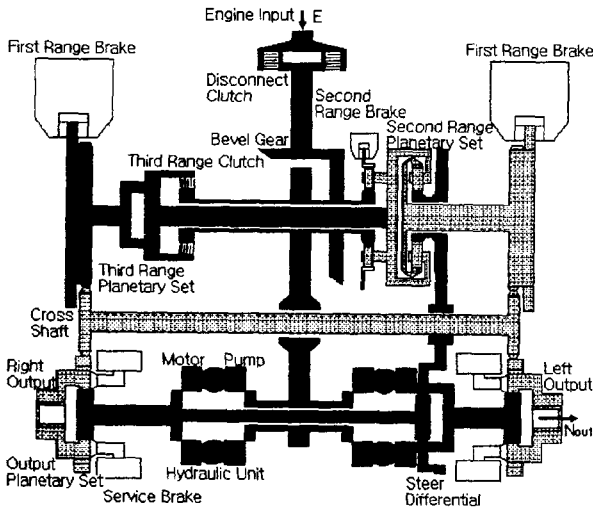 Engine Input
E
First Range Brake
First Range Brake
Disconnect
Clutch
Second
Range Brake
Second Range
Planetary Set
Bevel Gear
Third Range Clutch
Third Range
Planetary Set
Cross
Shaft
Right
Output
Motor
Pump
Left
Output
Nout
Output
Planetary Set
Hydraulic Unit
Service Brake
Steer
Differential